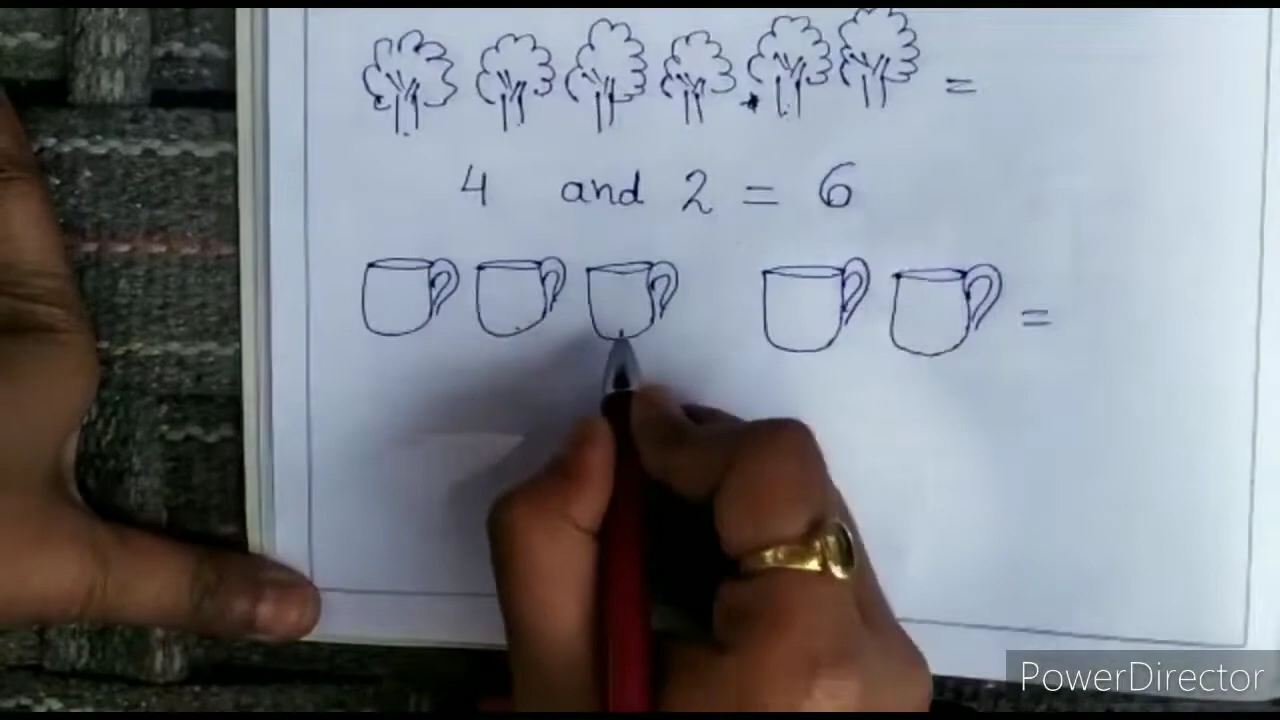 =
4 and 2 = 6
=
PowerDirector